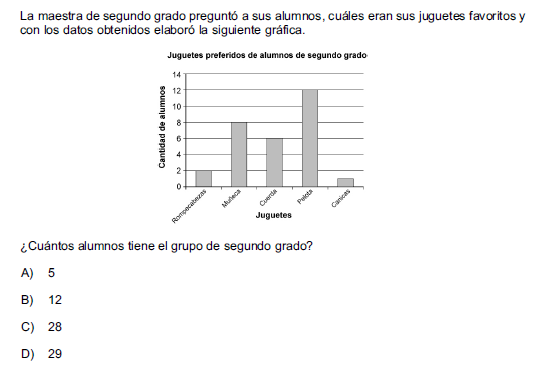 La maestra de segundo grado preguntó a sus alumnos, cuáles eran sus juguetes favoritos y
con los datos obtenidos elaboró la siguiente gráfica.
Juguetes preferidos de alumnos de segundo grado
Cantidad de alumnos
14
12
10
8
6
4
2
0
Rompecabezas
Muñeca
Cuerda
Pelota
Canicas
Juguetes
¿Cuántos alumnos tiene el grupo de segundo grado?
A) 5
B) 12
C) 28
D) 29